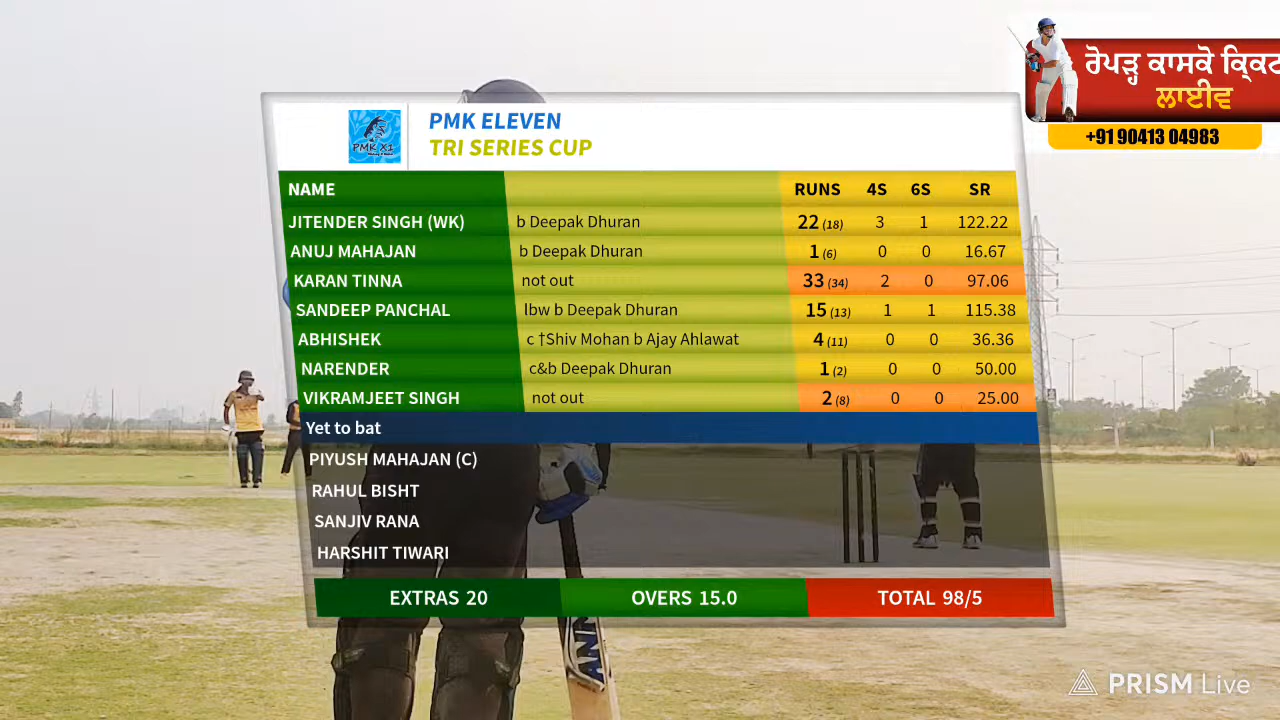 ਰੋਪੜ੍ਹ ਕਾਸਕੋ ਕ੍ਰਿਕਟ
ਲਾਈਵ
+91 90413 04983
PMK X1
PMK ELEVEN
TRI SERIES CUP
NAME RUNS 4S 6S SR
JITENDER SINGH (WK) b Deepak Dhuran 22 (18) 3 1 122.22
ANUJ MAHAJAN b Deepak Dhuran 1 (6) 0 0 16.67
KARAN TINNA not out 33 (34) 2 0 97.06
SANDEEP PANCHAL lbw b Deepak Dhuran 15 (13) 1 1 115.38
ABHISHEK c †Shiv Mohan b Ajay Ahlawat 4 (11) 0 0 36.36
NARENDER c&b Deepak Dhuran 1 (2) 0 0 50.00
VIKRAMJEET SINGH not out 2 (8) 0 0 25.00
Yet to bat
PIYUSH MAHAJAN (C)
RAHUL BISHT
SANJIV RANA
HARSHIT TIWARI
EXTRAS 20 OVERS 15.0 TOTAL 98/5
PRISM Live